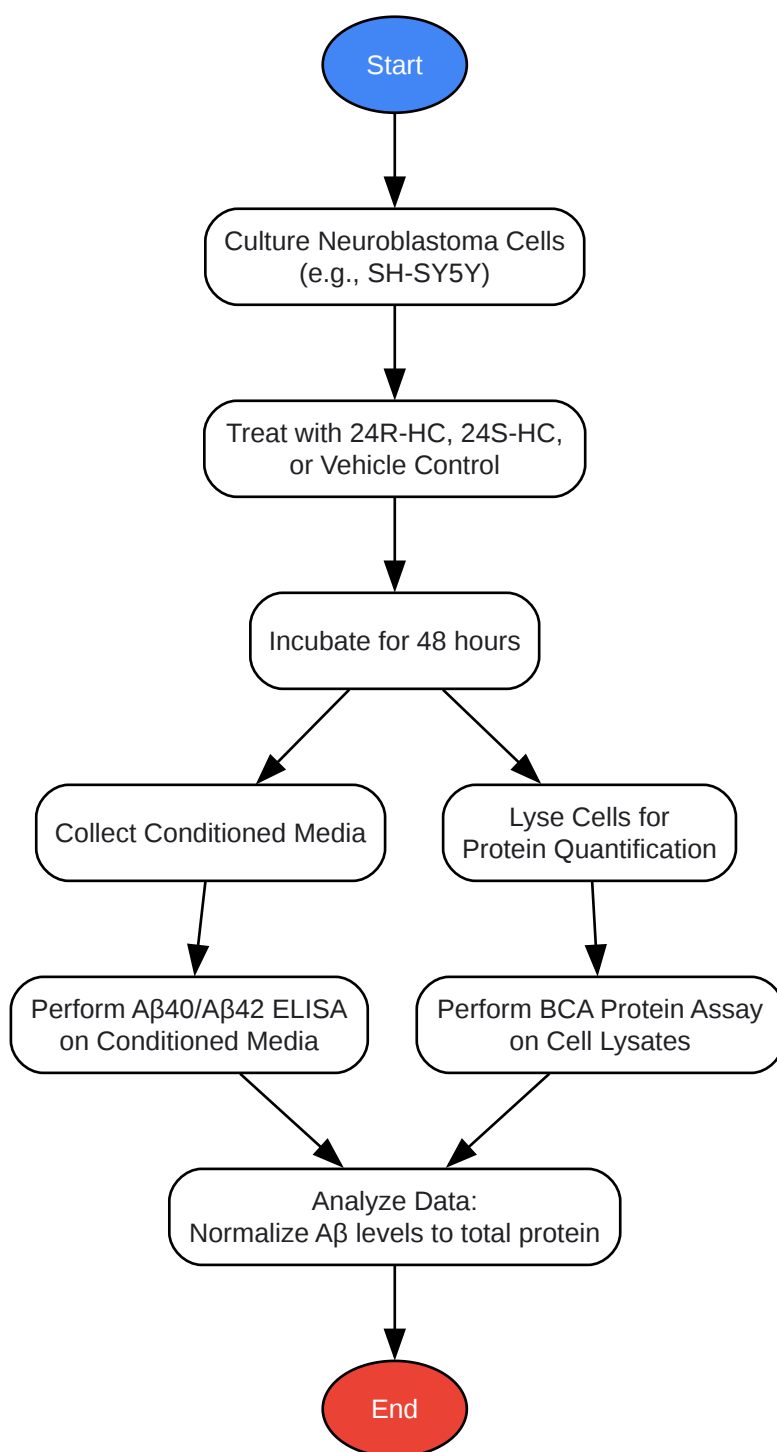 Start
Culture Neuroblastoma Cells
(e.g., SH-SY5Y)
Treat with 24R-HC, 24S-HC,
or Vehicle Control
Incubate for 48 hours
Collect Conditioned Media
Lyse Cells for
Protein Quantification
Perform Aβ40/Aβ42 ELISA
on Conditioned Media
Perform BCA Protein Assay
on Cell Lysates
Analyze Data:
Normalize Aβ levels to total protein
End